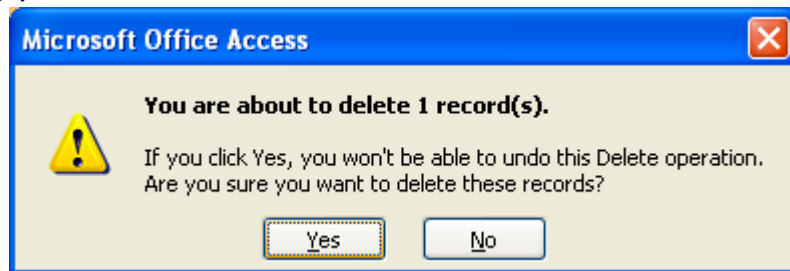 Microsoft Office Access
You are about to delete 1 record(s).
If you click Yes, you won't be able to undo this Delete operation.
Are you sure you want to delete these records?
Yes No